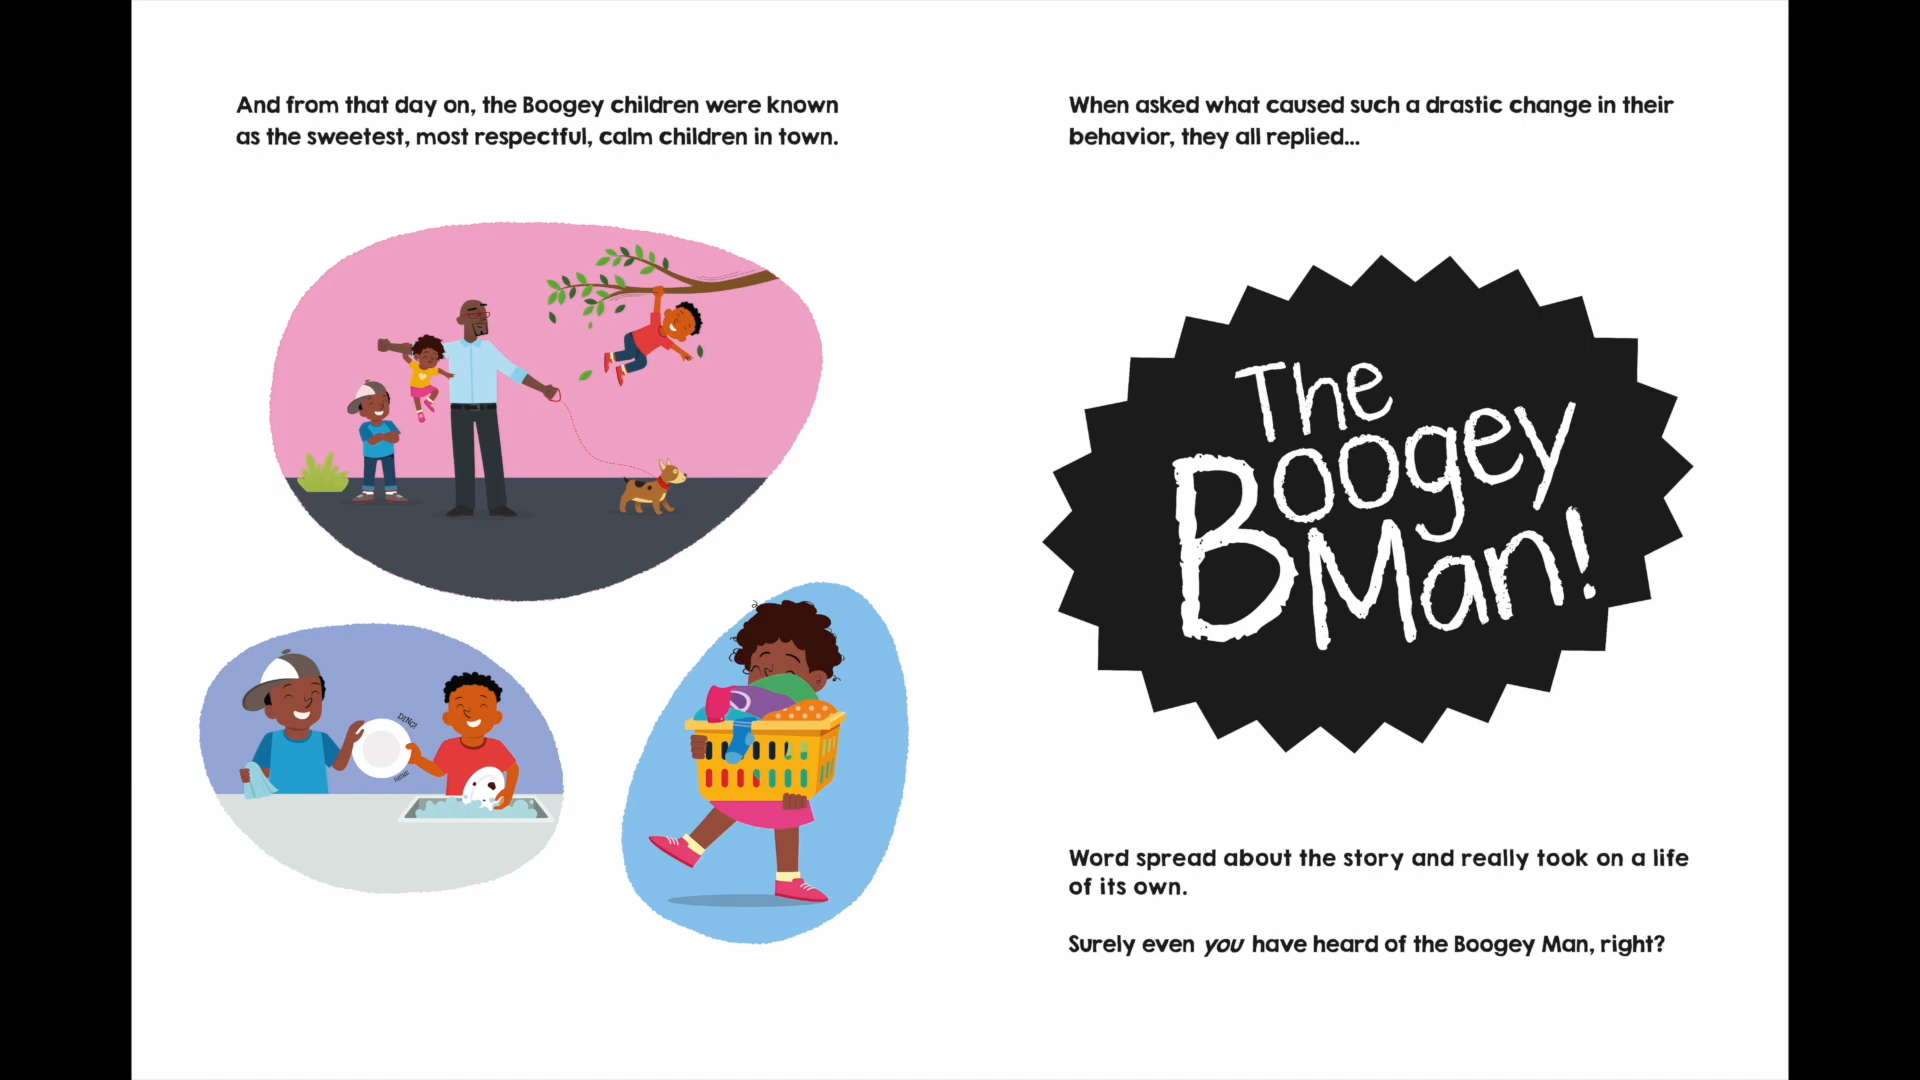 And from that day on, the Boogey children were known
as the sweetest, most respectful, calm children in town.
DING!
When asked what caused such a drastic change in their
behavior, they all replied...
The
Boogey
Man!
Word spread about the story and really took on a life
of its own.
Surely even you have heard of the Boogey Man, right?